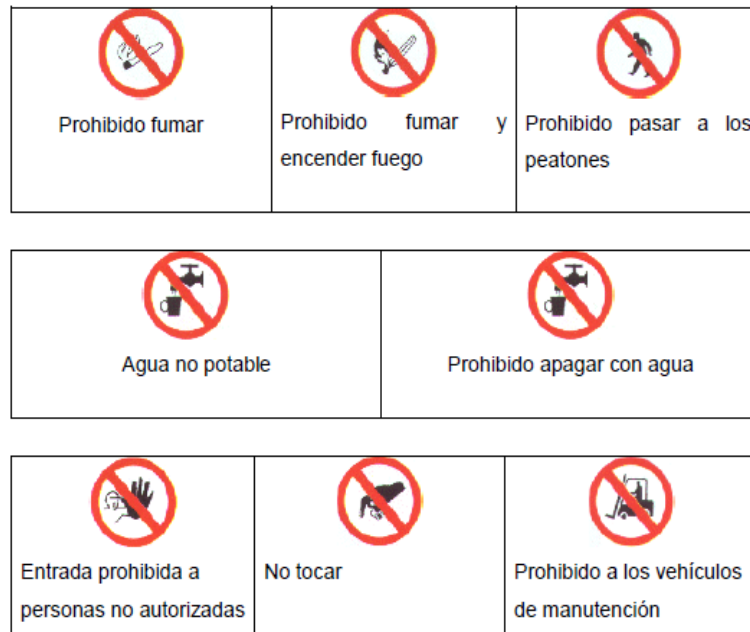 Prohibido fumar
Prohibido fumar y
encender fuego
Prohibido pasar a los
peatones
Agua no potable
Prohibido apagar con agua
Entrada prohibida a
personas no autorizadas
No tocar
Prohibido a los vehículos
de manutención